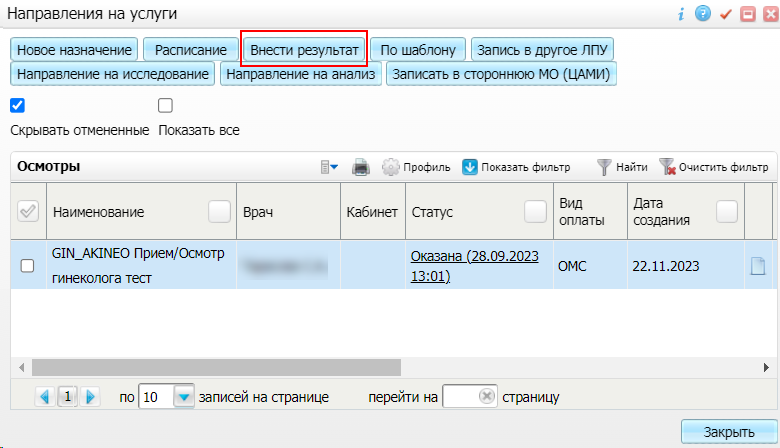 Направления на услуги
Новое назначение Расписание Внести результат По шаблону Запись в другое ЛПУ
Направление на исследование Направление на анализ Записать в стороннюю МО (ЦАМИ)
Скрывать отмененные Показать все
Осмотры Профиль Показать фильтр Найти Очистить фильтр
Наименование Врач Кабинет Статус Вид оплаты Дата создания
GIN_AKINEO Прием/Осмотр
гинеколога тест
Оказана (28.09.2023
13:01)
ОМС 22.11.2023
1 по 10 записей на странице перейти на страницу
Закрыть